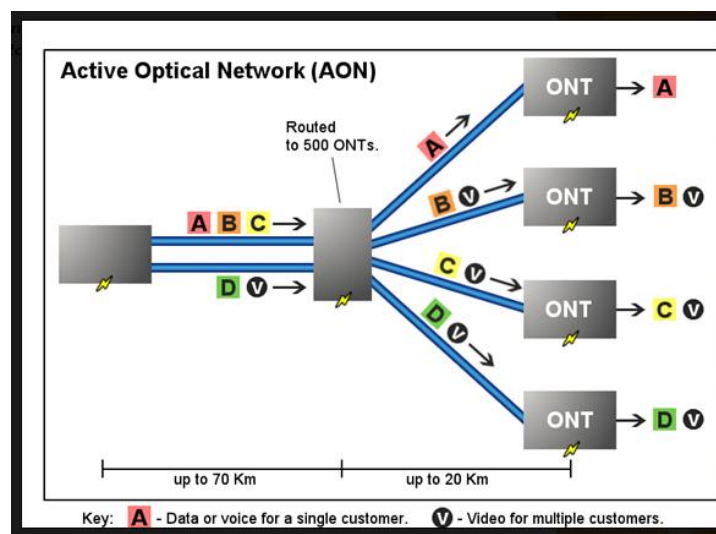 Active Optical Network (AON)
Routed
to 500 ONTs.
A B C
D V
A
B V
C V
D V
ONT
A
ONT
B V
ONT
C V
ONT
D V
up to 70 Km
up to 20 Km
Key: A - Data or voice for a single customer. V - Video for multiple customers.